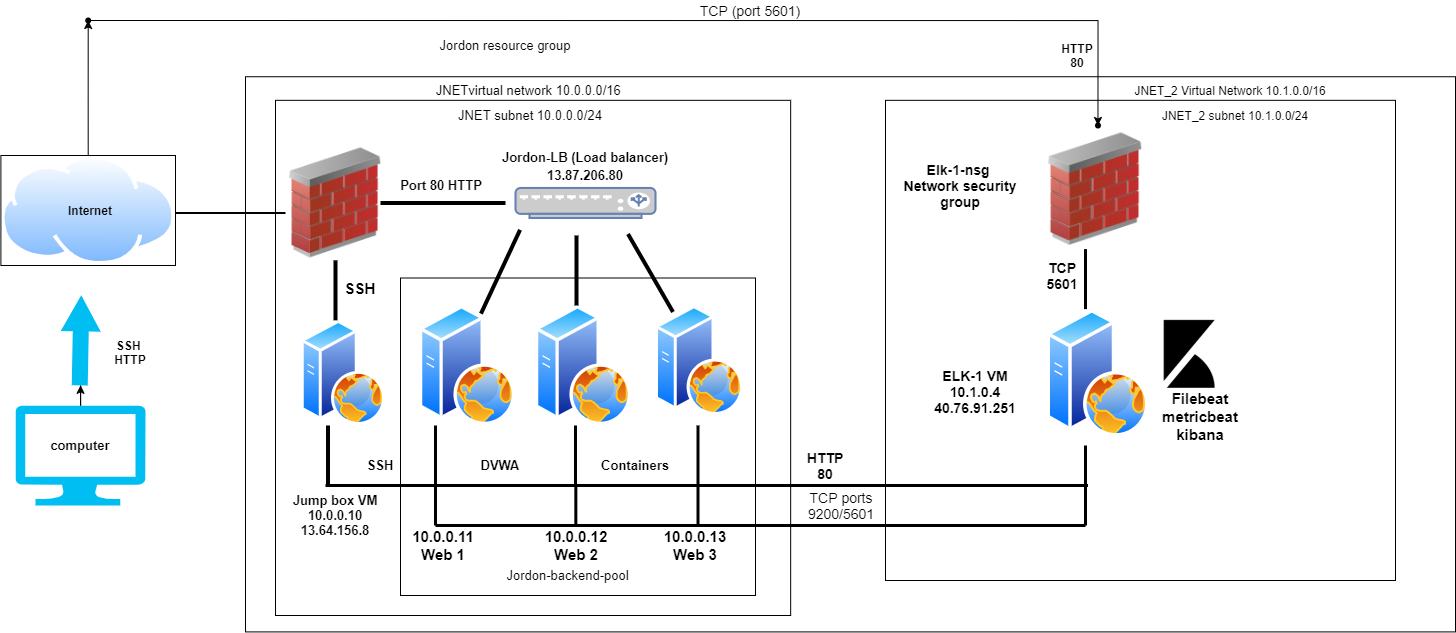 TCP (port 5601)
Jordon resource group
HTTP
80
JNETvirtual network 10.0.0.0/16
JNET_2 Virtual Network 10.1.0.0/16
JNET subnet 10.0.0.0/24
JNET_2 subnet 10.1.0.0/24
Internet
Port 80 HTTP
Jordon-LB (Load balancer)
13.87.206.80
Elk-1-nsg
Network security
group
SSH
TCP
5601
SSH
HTTP
computer
ELK-1 VM
10.1.0.4
40.76.91.251
Filebeat
metricbeat
kibana
SSH
DVWA
Containers
HTTP
80
Jump box VM
10.0.0.10
13.64.156.8
TCP ports
9200/5601
10.0.0.11
Web 1
10.0.0.12
Web 2
10.0.0.13
Web 3
Jordon-backend-pool